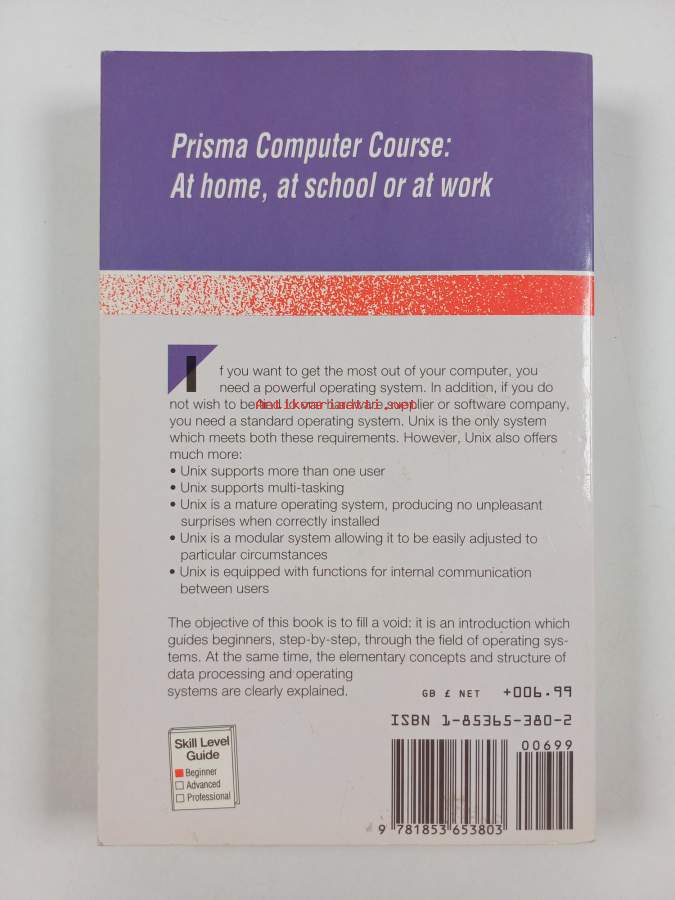 Prisma Computer Course:
At home, at school or at work
If you want to get the most out of your computer, you
need a powerful operating system. In addition, if you do
not wish to be tied to one hardware supplier or software company,
you need a standard operating system. Unix is the only system
which meets both these requirements. However, Unix also offers
much more:
• Unix supports more than one user
• Unix supports multi-tasking
• Unix is a mature operating system, producing no unpleasant
surprises when correctly installed
• Unix is a modular system allowing it to be easily adjusted to
particular circumstances
• Unix is equipped with functions for internal communication
between users
The objective of this book is to fill a void: it is an introduction which
guides beginners, step-by-step, through the field of operating sys-
tems. At the same time, the elementary concepts and structure of
data processing and operating
systems are clearly explained.
GB £ NET +006.99
ISBN 1-85365-380-2
00699
Skill Level
Guide
Beginner
Advanced
Professional
9 781853 653803